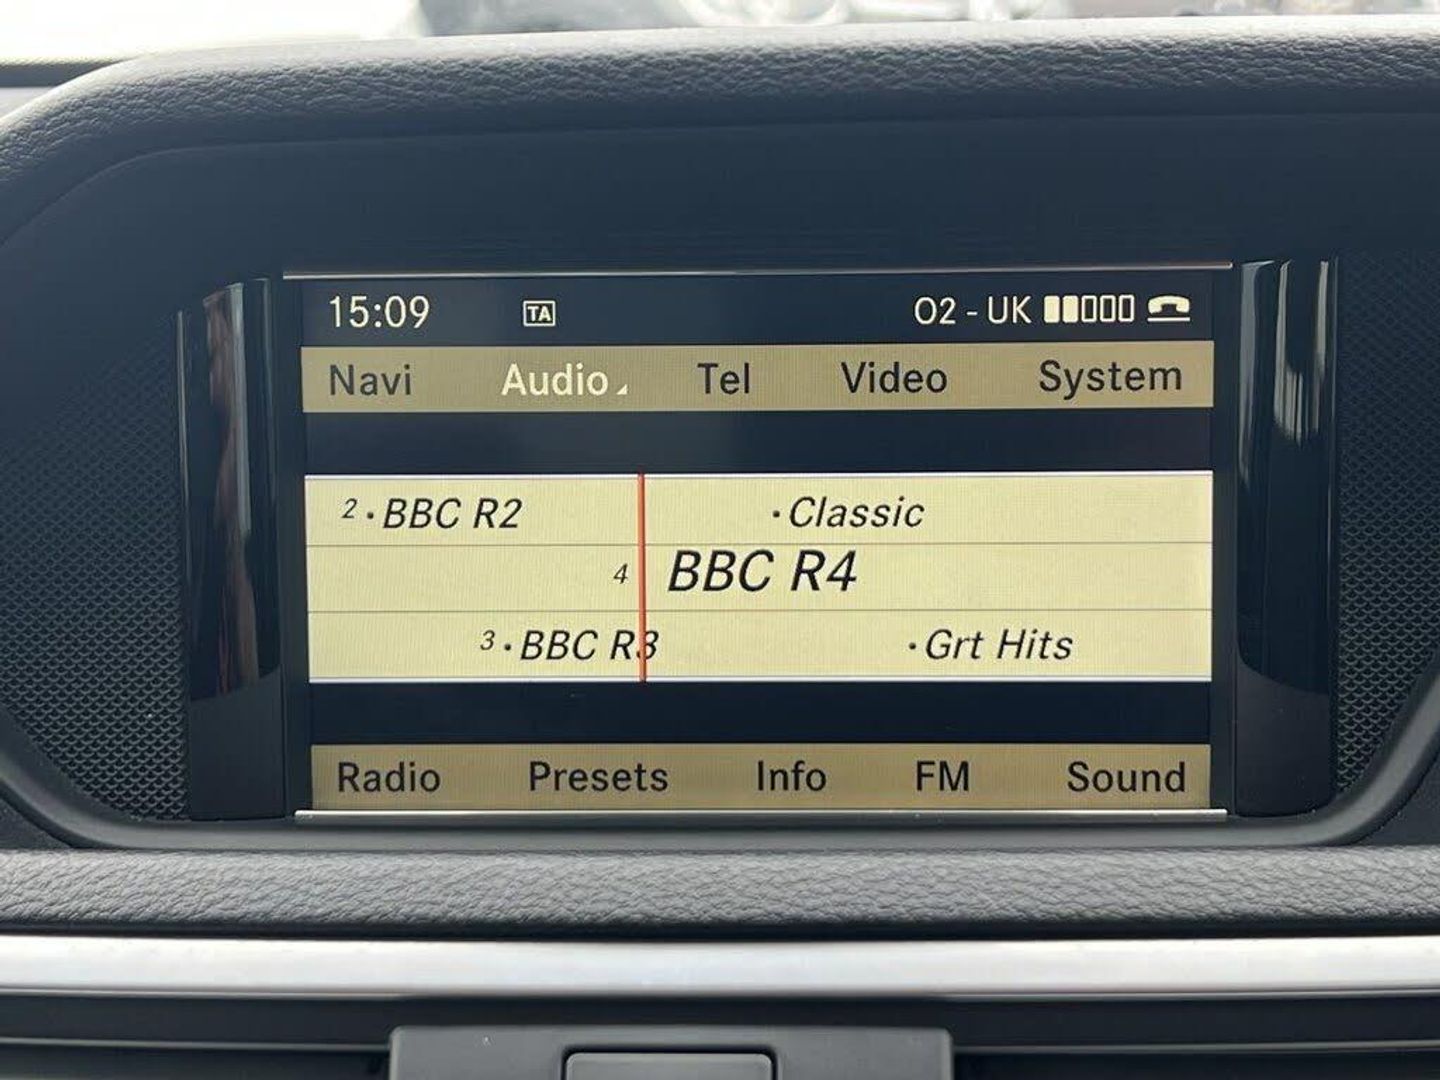 15:09 TA O2 - UK
Navi Audio Tel Video System
2 · BBC R2 · Classic
4 BBC R4
3 · BBC R3 · Grt Hits
Radio Presets Info FM Sound